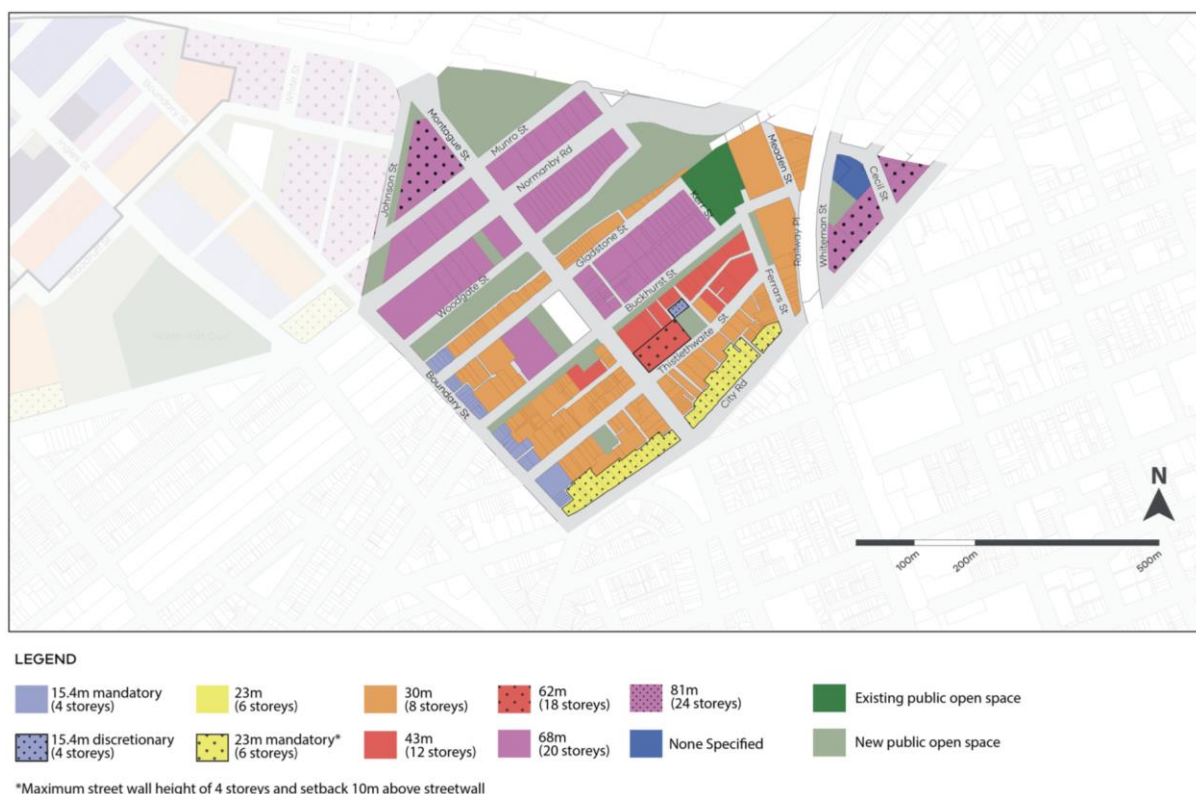 Boundary St
White St
Montague St
Munro St
Normanby Rd
Johnson St
Gladstone St
Kerr St
Meaden St
Cecil St
Whiteman St
Railway Pl
Woodgate St
Buckhurst St
Ferrars St
Thistlethwaite St
Boundary St
City Rd
N
100m
200m
500m
LEGEND
15.4m mandatory
(4 storeys)
23m
(6 storeys)
30m
(8 storeys)
62m
(18 storeys)
81m
(24 storeys)
Existing public open space
15.4m discretionary
(4 storeys)
23m mandatory*
(6 storeys)
43m
(12 storeys)
68m
(20 storeys)
None Specified
New public open space
*Maximum street wall height of 4 storeys and setback 10m above streetwall